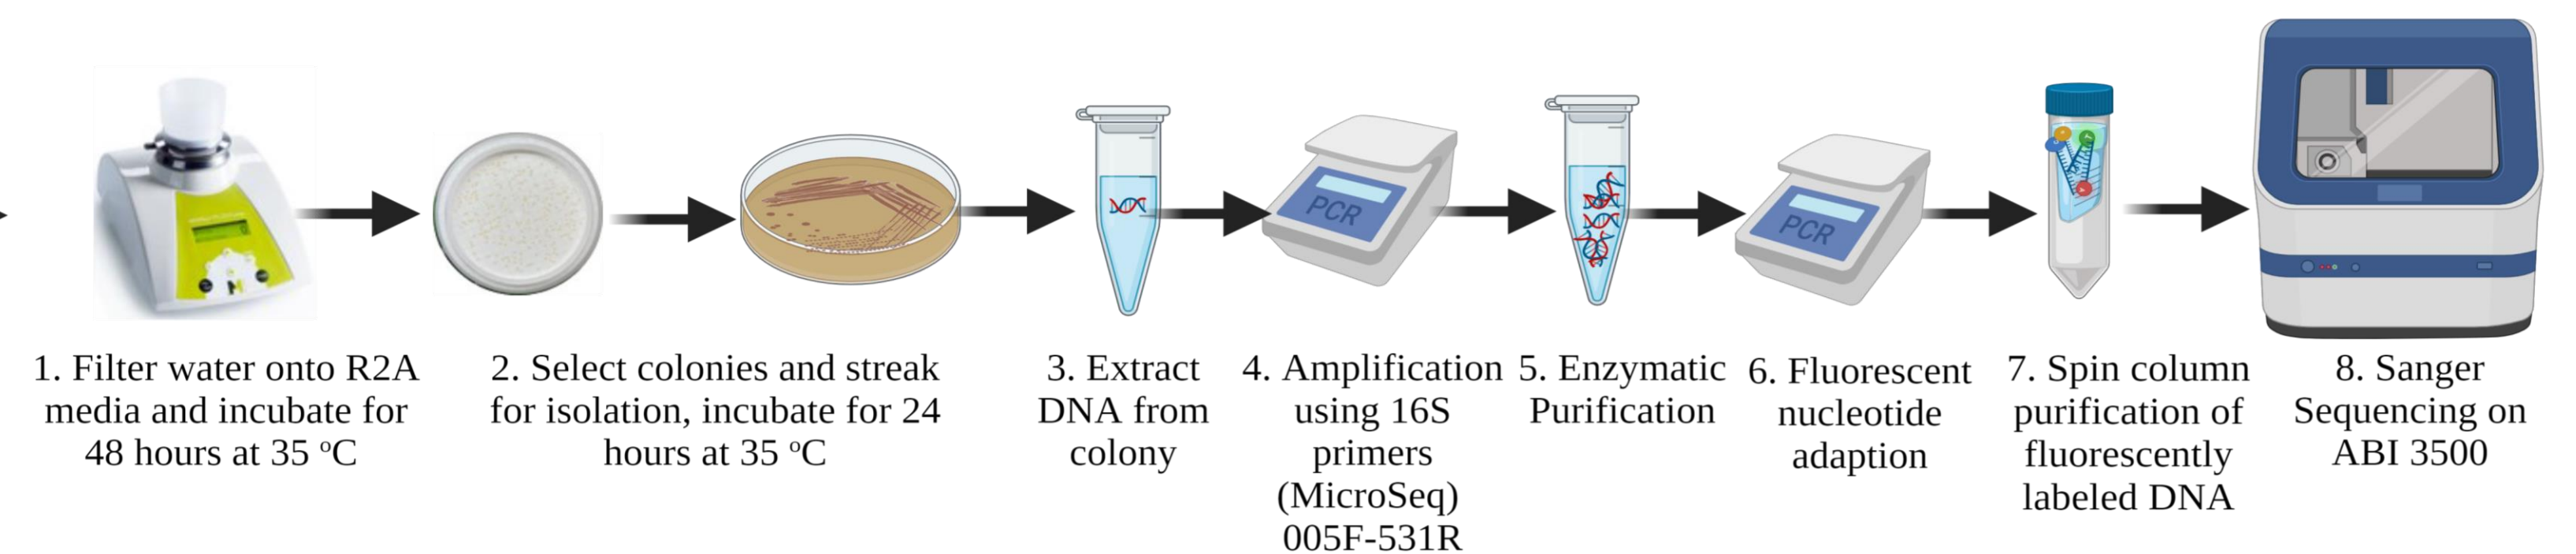 PCR
PCR
1. Filter water onto R2A
media and incubate for
48 hours at 35 °C
2. Select colonies and streak
for isolation, incubate for 24
hours at 35 °C
3. Extract
DNA from
colony
4. Amplification
using 16S
primers
(MicroSeq)
005F-531R
5. Enzymatic
Purification
6. Fluorescent
nucleotide
adaption
7. Spin column
purification of
fluorescently
labeled DNA
8. Sanger
Sequencing on
ABI 3500